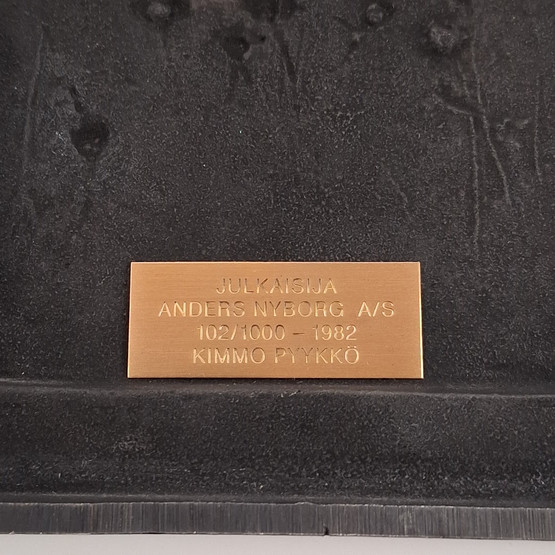 JULKAISIJA
ANDERS NYBORG A/S
102/1000 – 1982
KIMMO PYYKKÖ